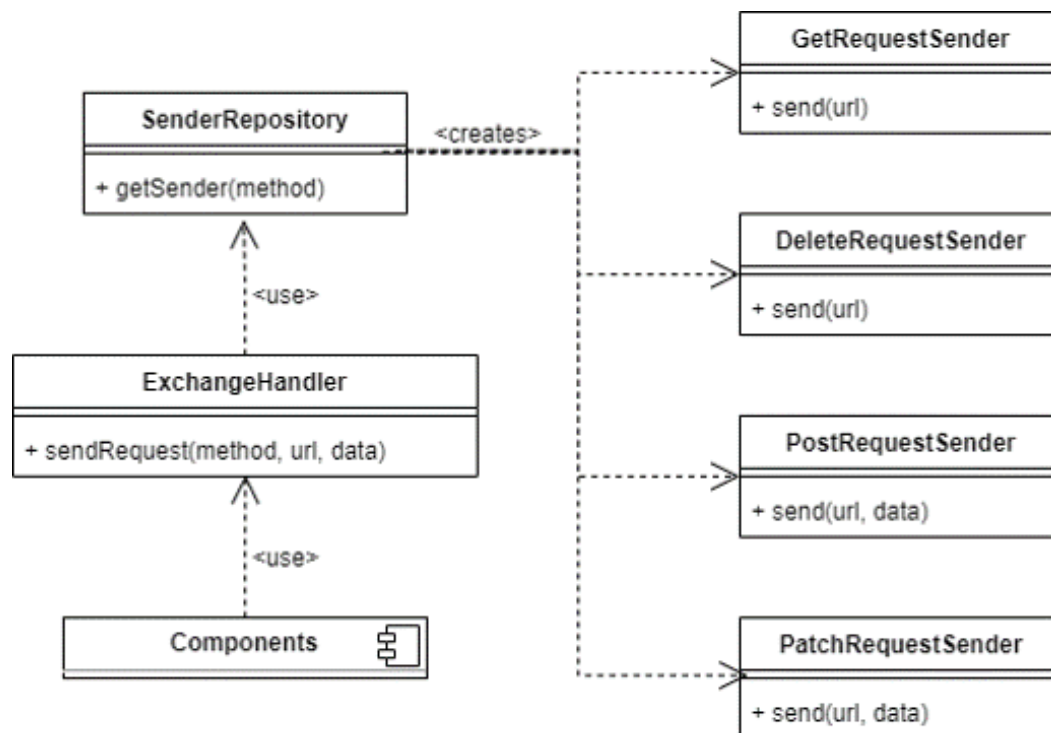 GetRequestSender
+ send(url)
SenderRepository
<creates>
+ getSender(method)
DeleteRequestSender
+ send(url)
<use>
ExchangeHandler
+ sendRequest(method, url, data)
PostRequestSender
+ send(url, data)
<use>
Components
PatchRequestSender
+ send(url, data)